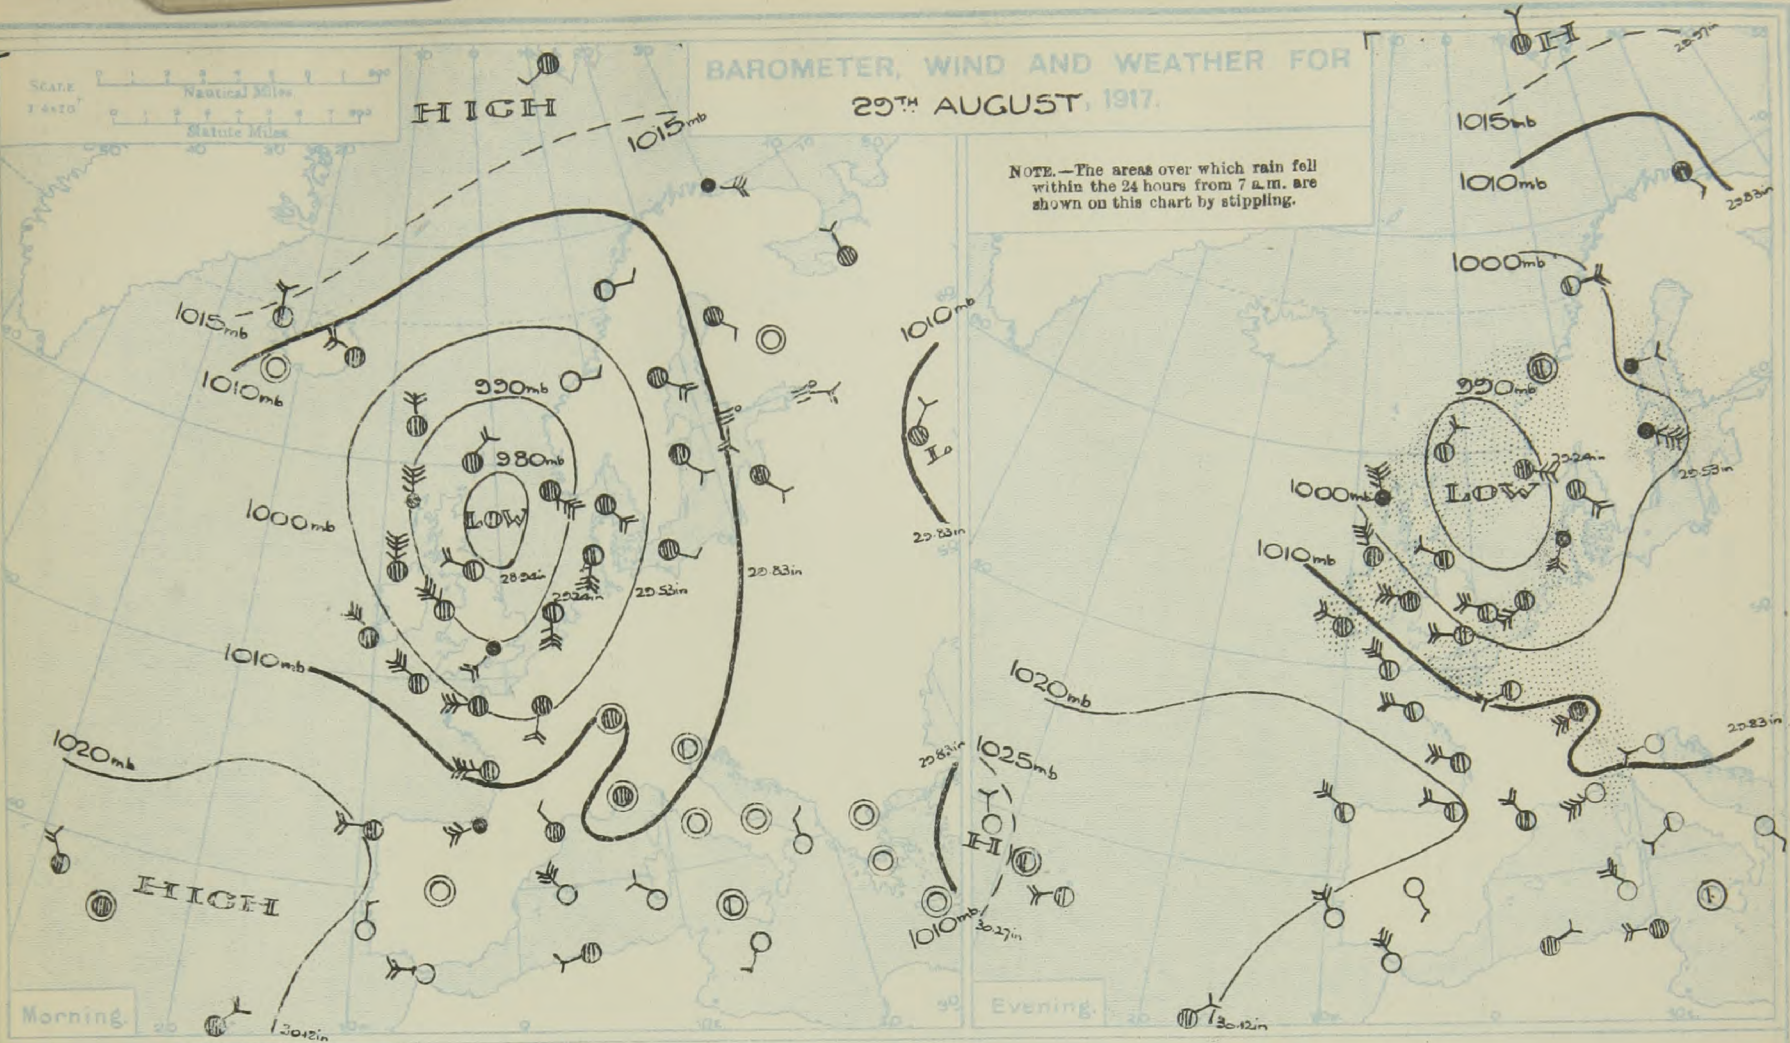 BAROMETER, WIND AND WEATHER FOR
29TH AUGUST, 1917.
SCALE
Nautical Miles
Statute Miles
NOTE.—The areas over which rain fell
within the 24 hours from 7 a.m. are
shown on this chart by stippling.
HIGH
1015mb
1015mb
1010mb
990mb
980mb
LOW
1000mb
28.94in
29.24in
29.53in
29.83in
1010mb
1020mb
HIGH
30.12in
1010mb
L
29.83in
29.83in
1010mb
Morning.
H
29.97in
1015mb
1010mb
29.83in
1000mb
990mb
29.24in
LOW
29.53in
1000mb
1010mb
1020mb
29.83in
1025mb
H
30.27in
30.12in
Evening.